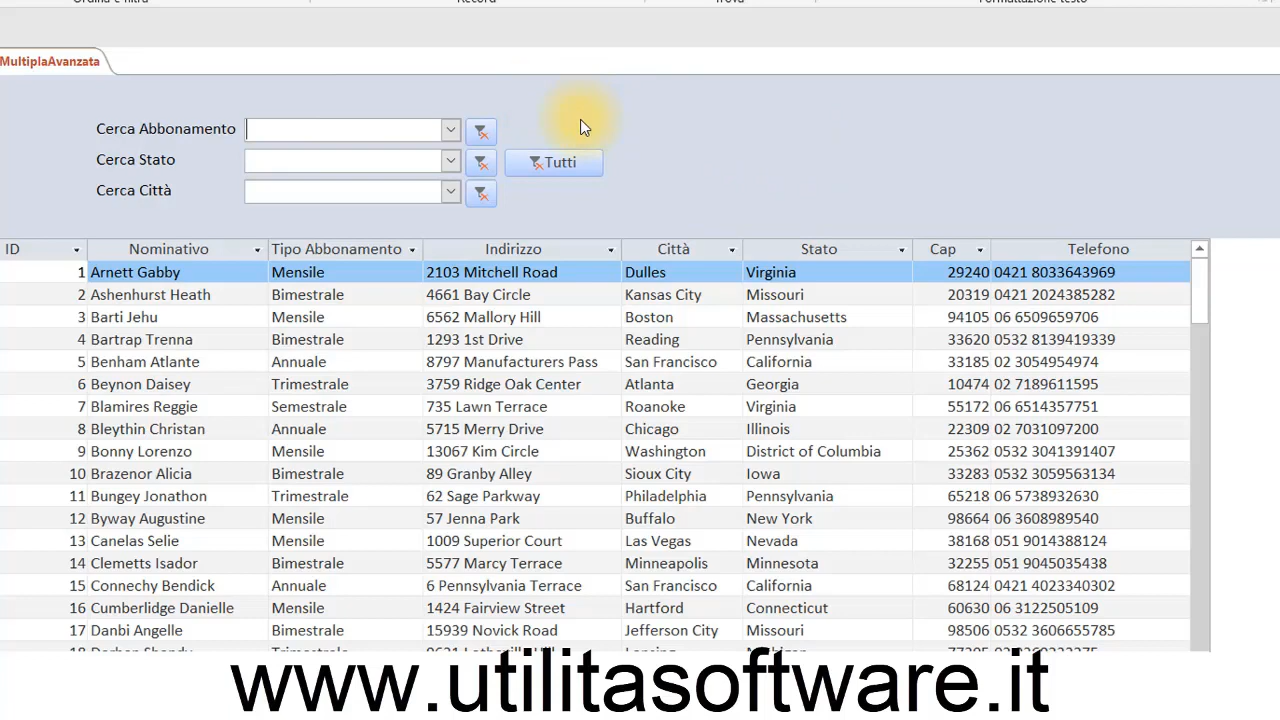 Ordina e filtra Record Trova Formattazione testo
MultiplaAvanzata
Cerca Abbonamento
Cerca Stato Tutti
Cerca Città
ID Nominativo Tipo Abbonamento Indirizzo Città Stato Cap Telefono
1 Arnett Gabby Mensile 2103 Mitchell Road Dulles Virginia 29240 0421 8033643969
2 Ashenhurst Heath Bimestrale 4661 Bay Circle Kansas City Missouri 20319 0421 2024385282
3 Barti Jehu Mensile 6562 Mallory Hill Boston Massachusetts 94105 06 6509659706
4 Bartrap Trenna Bimestrale 1293 1st Drive Reading Pennsylvania 33620 0532 8139419339
5 Benham Atlante Annuale 8797 Manufacturers Pass San Francisco California 33185 02 3054954974
6 Beynon Daisey Trimestrale 3759 Ridge Oak Center Atlanta Georgia 10474 02 7189611595
7 Blamires Reggie Semestrale 735 Lawn Terrace Roanoke Virginia 55172 06 6514357751
8 Bleythin Christan Annuale 5715 Merry Drive Chicago Illinois 22309 02 7031097200
9 Bonny Lorenzo Mensile 13067 Kim Circle Washington District of Columbia 25362 0532 3041391407
10 Brazenor Alicia Bimestrale 89 Granby Alley Sioux City Iowa 33283 0532 3059563134
11 Bungey Jonathon Trimestrale 62 Sage Parkway Philadelphia Pennsylvania 65218 06 5738932630
12 Byway Augustine Mensile 57 Jenna Park Buffalo New York 98664 06 3608989540
13 Canelas Selie Mensile 1009 Superior Court Las Vegas Nevada 38168 051 9014388124
14 Clemetts Isador Bimestrale 5577 Marcy Terrace Minneapolis Minnesota 32255 051 9045035438
15 Connechy Bendick Annuale 6 Pennsylvania Terrace San Francisco California 68124 0421 4023340302
16 Cumberlidge Danielle Mensile 1424 Fairview Street Hartford Connecticut 60630 06 3122505109
17 Danbi Angelle Bimestrale 15939 Novick Road Jefferson City Missouri 98506 0532 3606655785
www.utilitasoftware.it